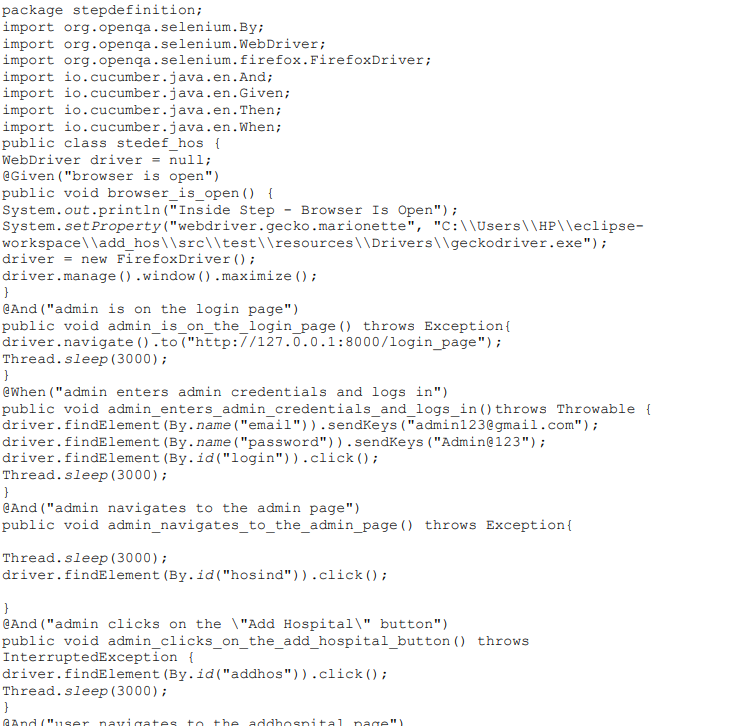 package stepdefinition;
import org.openqa.selenium.By;
import org.openqa.selenium.WebDriver;
import org.openqa.selenium.firefox.FirefoxDriver;
import io.cucumber.java.en.And;
import io.cucumber.java.en.Given;
import io.cucumber.java.en.Then;
import io.cucumber.java.en.When;
public class stedef_hos {
WebDriver driver = null;
@Given("browser is open")
public void browser_is_open() {
System.out.println("Inside Step - Browser Is Open");
System.setProperty("webdriver.gecko.marionette", "C:\\Users\\HP\\eclipse-
workspace\\add_hos\\src\\test\\resources\\Drivers\\geckodriver.exe");
driver = new FirefoxDriver();
driver.manage().window().maximize();
}
@And("admin is on the login page")
public void admin_is_on_the_login_page() throws Exception{
driver.navigate().to("http://127.0.0.1:8000/login_page");
Thread.sleep(3000);
}
@When("admin enters admin credentials and logs in")
public void admin_enters_admin_credentials_and_logs_in()throws Throwable {
driver.findElement(By.name("email")).sendKeys("admin123@gmail.com");
driver.findElement(By.name("password")).sendKeys("Admin@123");
driver.findElement(By.id("login")).click();
Thread.sleep(3000);
}
@And("admin navigates to the admin page")
public void admin_navigates_to_the_admin_page() throws Exception{
Thread.sleep(3000);
driver.findElement(By.id("hosind")).click();
}
@And("admin clicks on the \"Add Hospital\" button")
public void admin_clicks_on_the_add_hospital_button() throws
InterruptedException {
driver.findElement(By.id("addhos")).click();
Thread.sleep(3000);
}
@And("user navigates to the addhospital page")